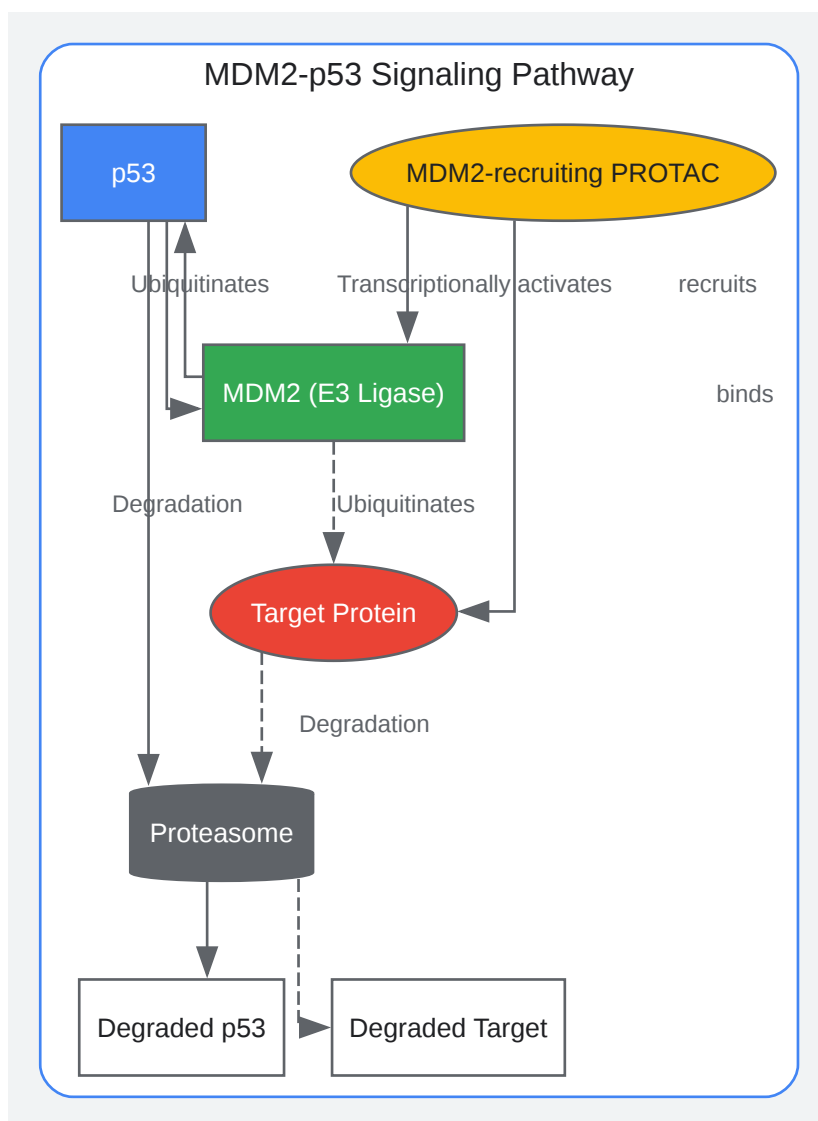 MDM2-p53 Signaling Pathway
p53
MDM2-recruiting PROTAC
Ubiquitinates
Transcriptionally activates
recruits
MDM2 (E3 Ligase)
binds
Degradation
Ubiquitinates
Target Protein
Degradation
Proteasome
Degraded p53
Degraded Target